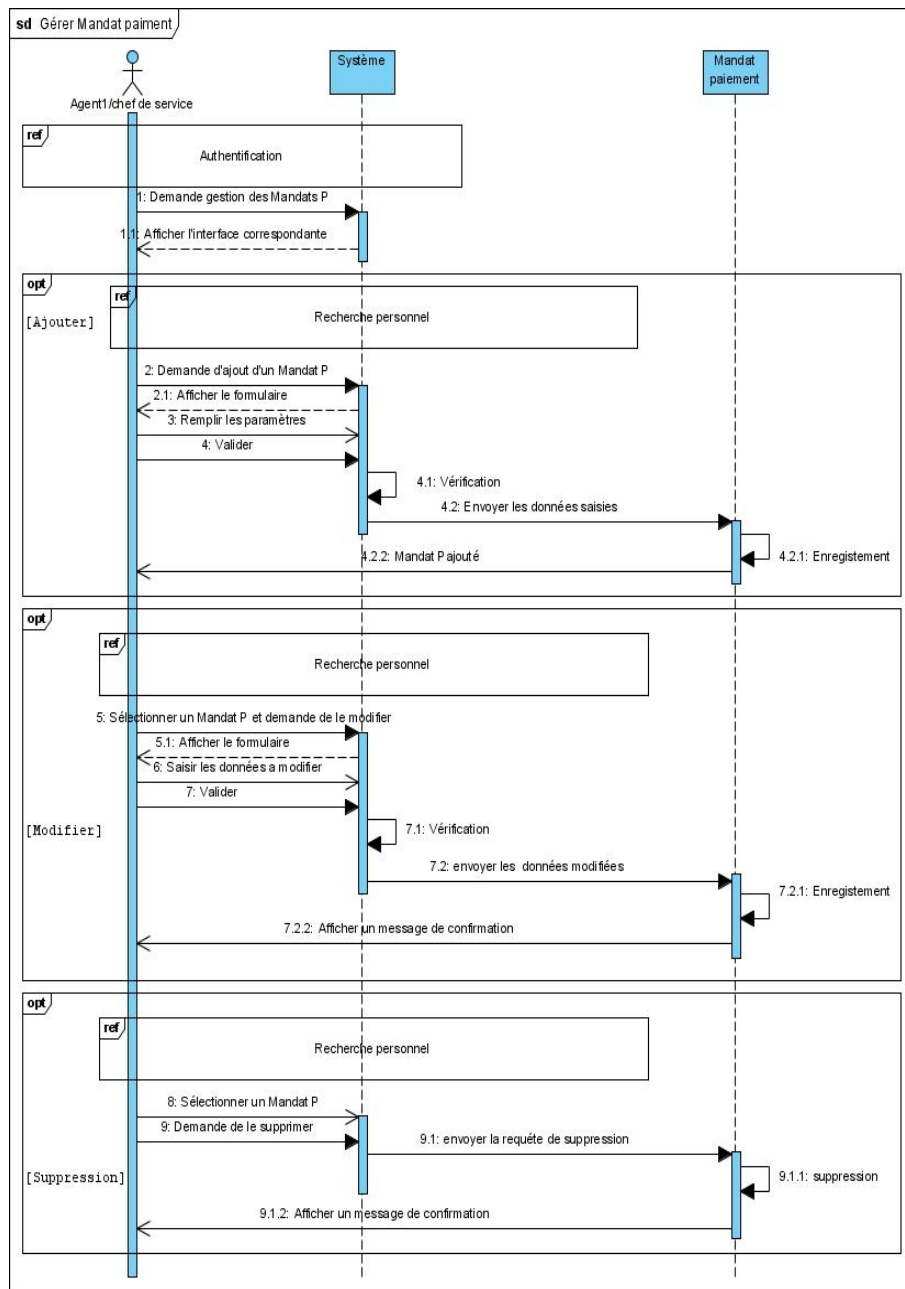 sd Gérer Mandat paiment
Système
Mandat
paiement
Agent1/chef de service
ref
Authentification
1: Demande gestion des Mandats P
1.1: Afficher l'interface correspondante
opt
ref
[Ajouter]
Recherche personnel
2: Demande d'ajout d'un Mandat P
2.1: Afficher le formulaire
3: Remplir les paramètres
4: Valider
4.1: Vérification
4.2: Envoyer les données saisies
4.2.1: Enregistement
4.2.2: Mandat Pajouté
opt
ref
Recherche personnel
5: Sélectionner un Mandat P et demande de le modifier
5.1: Afficher le formulaire
6: Saisir les données a modifier
7: Valider
[Modifier]
7.1: Vérification
7.2: envoyer les données modifiées
7.2.1: Enregistement
7.2.2: Afficher un message de confirmation
opt
ref
Recherche personnel
8: Sélectionner un Mandat P
9: Demande de le supprimer
9.1: envoyer la requéte de suppression
[Suppression]
9.1.1: suppression
9.1.2: Afficher un message de confirmation